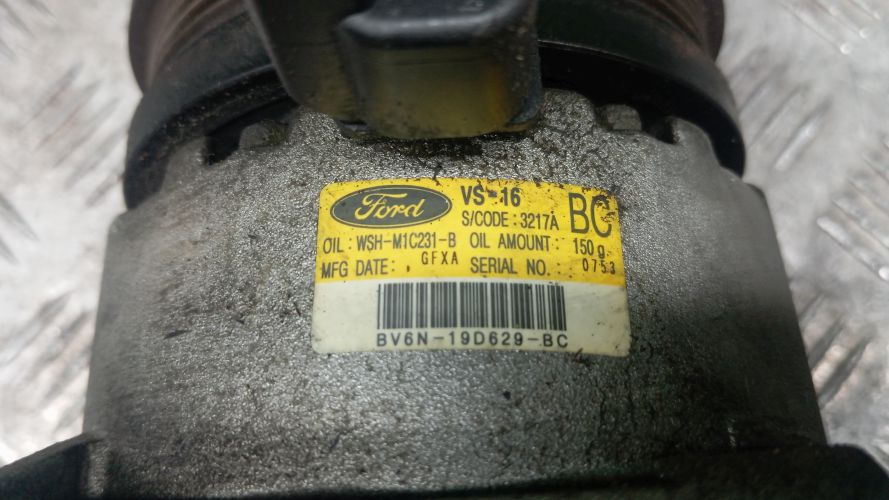 Ford VS-16 BC
S/CODE : 3217A
OIL : WSH-M1C231-B OIL AMOUNT : 150 g
MFG DATE : . GFXA SERIAL NO. : 0753
BV6N-19D629-BC